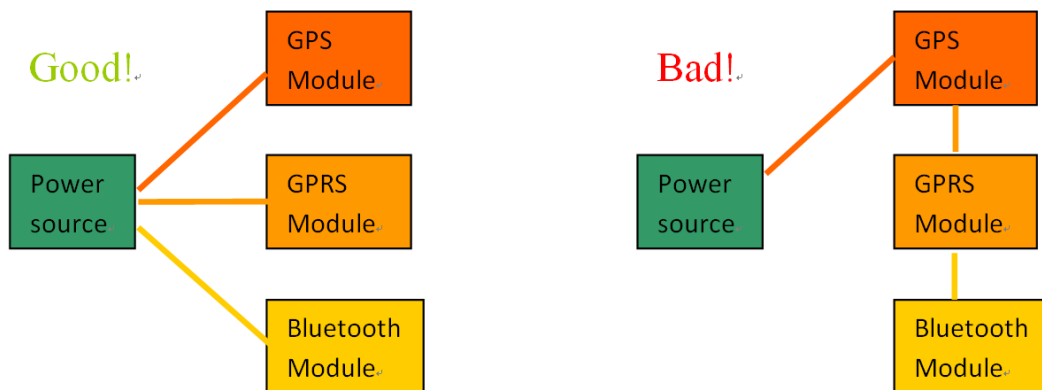 Good!
GPS
Module
Power
source
GPRS
Module
Bluetooth
Module
Bad!
GPS
Module
Power
source
GPRS
Module
Bluetooth
Module